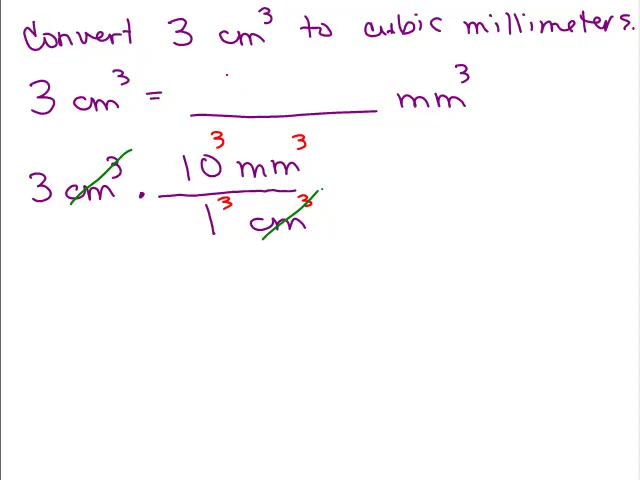 Convert 3 cm³ to cubic millimeters.
3 cm³ = ________ mm³
3 cm³ · 10³ mm³
1³ cm³